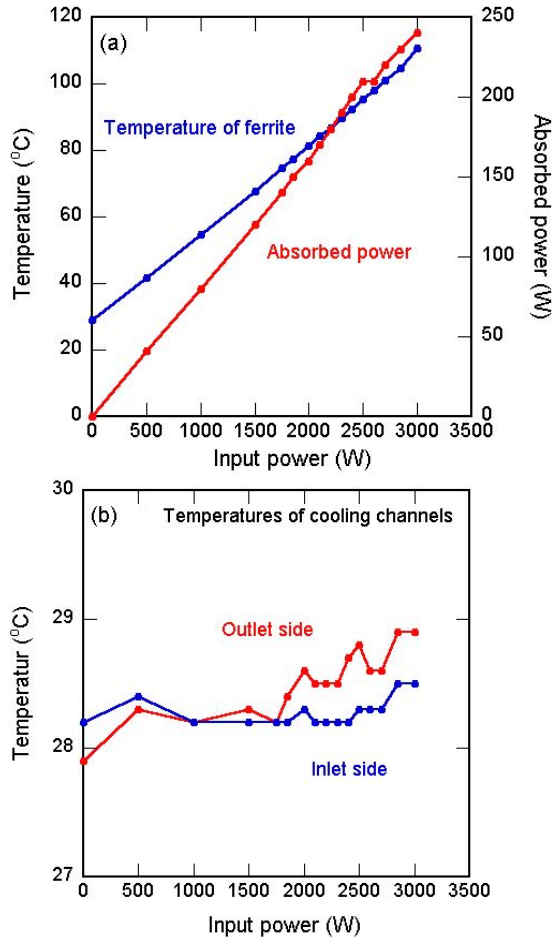 120
250
(a)
100
200
Temperature of ferrite
80
150
60
Absorbed power
100
40
50
20
0
0
0 500 1000 1500 2000 2500 3000 3500
Input power (W)
Temperature (⁰C)
Absorbed power (W)
30
(b) Temperatures of cooling channels
29
Outlet side
28
Inlet side
27
0 500 1000 1500 2000 2500 3000 3500
Input power (W)
Temperatur (⁰C)